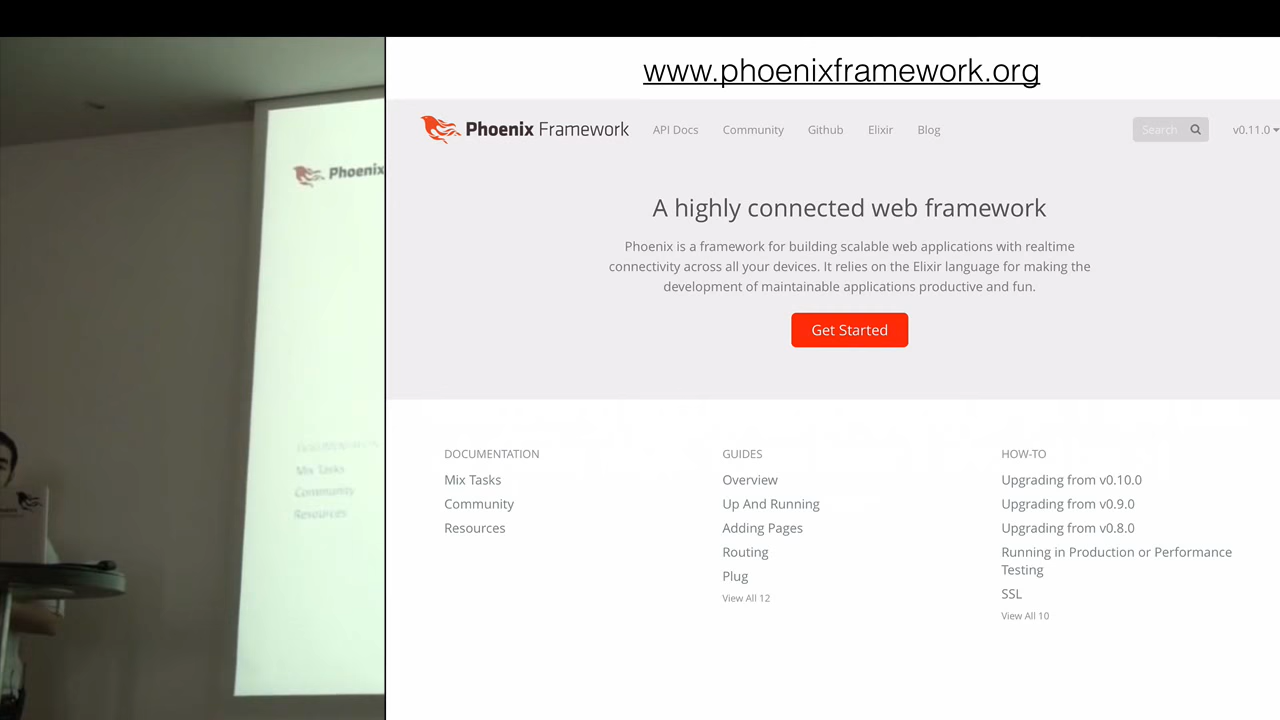 www.phoenixframework.org
Phoenix Framework
API Docs
Community
Github
Elixir
Blog
Search
v0.11.0
A highly connected web framework
Phoenix is a framework for building scalable web applications with realtime
connectivity across all your devices. It relies on the Elixir language for making the
development of maintainable applications productive and fun.
Get Started
DOCUMENTATION
Mix Tasks
Community
Resources
GUIDES
Overview
Up And Running
Adding Pages
Routing
Plug
View All 12
HOW-TO
Upgrading from v0.10.0
Upgrading from v0.9.0
Upgrading from v0.8.0
Running in Production or Performance
Testing
SSL
View All 10
Phoenix
Mix Tasks
Community
Resources